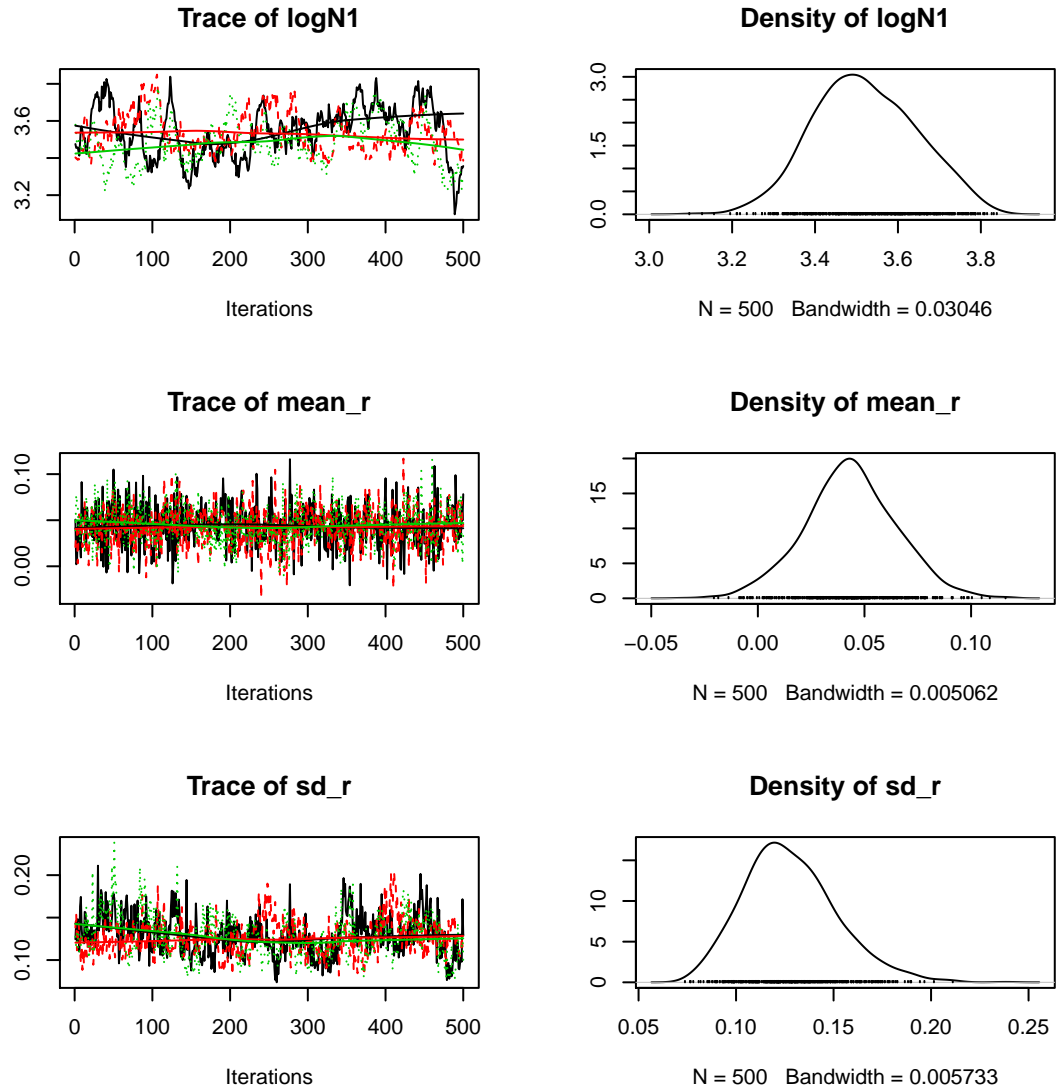 Trace of logN1
3.2 3.6
0 100 200 300 400 500
Iterations
Density of logN1
0.0 1.5 3.0
3.0 3.2 3.4 3.6 3.8
N = 500 Bandwidth = 0.03046
Trace of mean_r
0.00 0.10
0 100 200 300 400 500
Iterations
Density of mean_r
0 5 15
−0.05 0.00 0.05 0.10
N = 500 Bandwidth = 0.005062
Trace of sd_r
0.10 0.20
0 100 200 300 400 500
Iterations
Density of sd_r
0 5 10
0.05 0.10 0.15 0.20 0.25
N = 500 Bandwidth = 0.005733